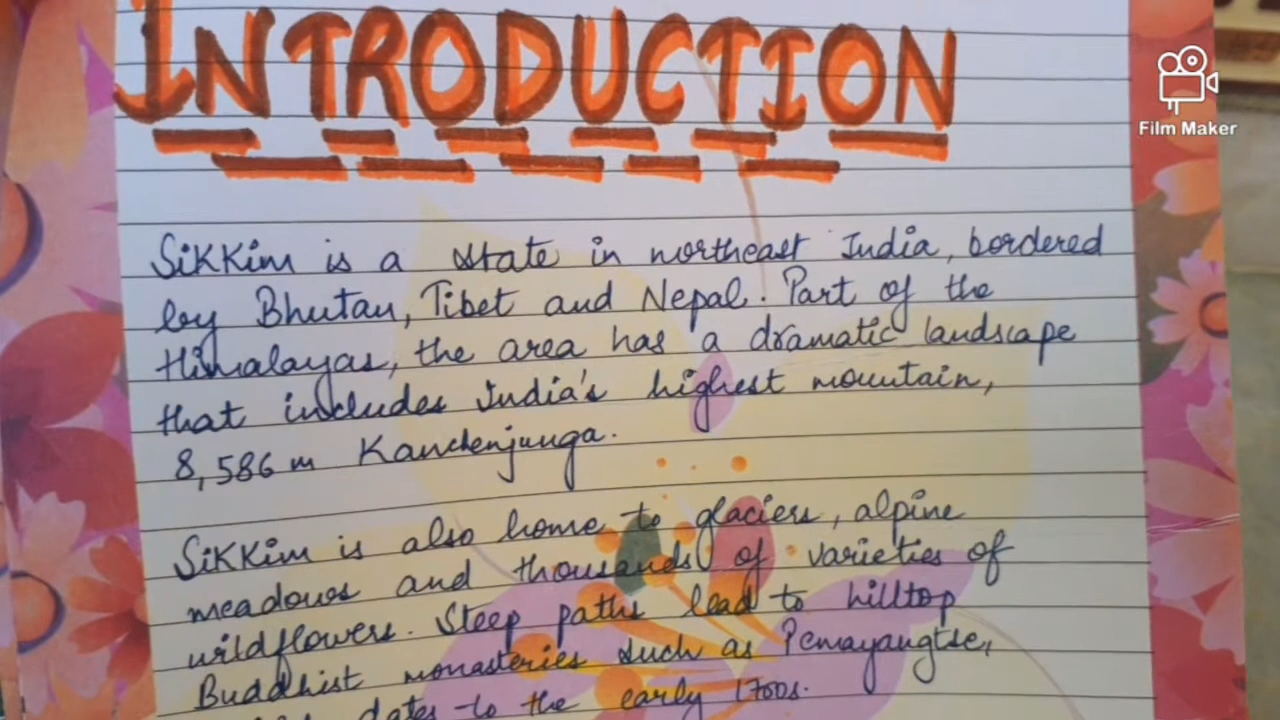 INTRODUCTION
Film Maker
SiKKim is a state in northeast India, bordered
by Bhutan, Tibet and Nepal. Part of the
Himalayas, the area has a dramatic landscape
that includes India's highest mountain,
8,586 m Kanchenjunga.
SiKKim is also home to glaciers, alpine
meadows and thousands of varieties of
wildflowers. Steep paths lead to hilltop
Buddhist monasteries such as Pemayangtse,
dates to the early 1700s.